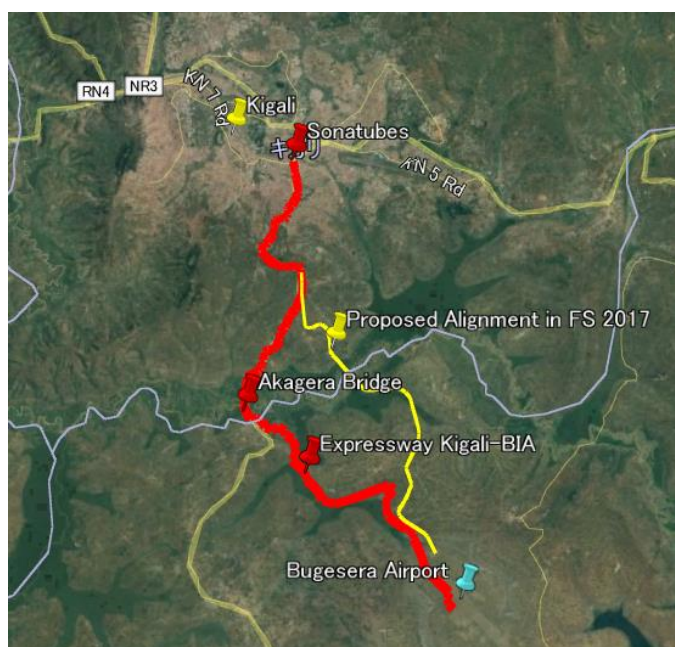 RN4
NR3
KN 7 Rd
Kigali
Sonatubes
キガリ
KN 5 Rd
Proposed Alignment in FS 2017
Akagera Bridge
Expressway Kigali-BIA
Bugesera Airport